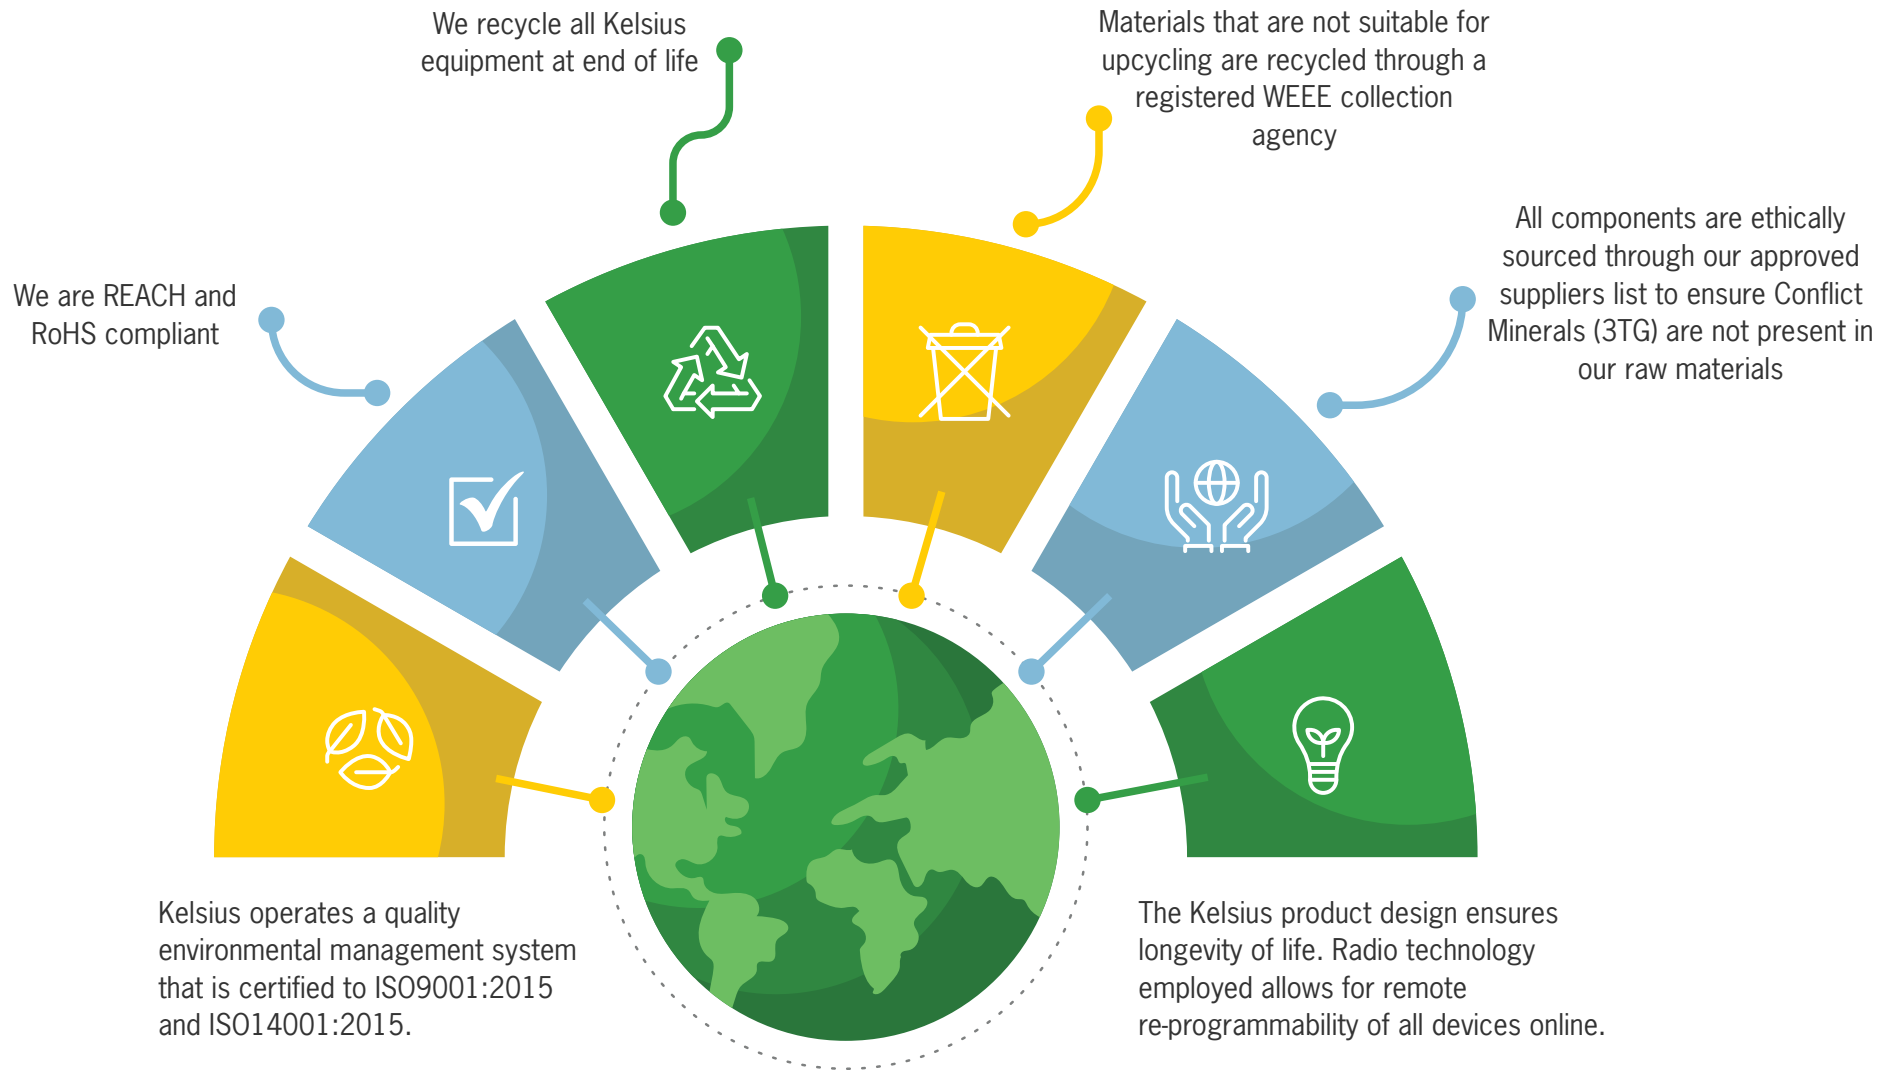 We recycle all Kelsius
equipment at end of life
Materials that are not suitable for
upcycling are recycled through a
registered WEEE collection
agency
All components are ethically
sourced through our approved
suppliers list to ensure Conflict
Minerals (3TG) are not present in
our raw materials
We are REACH and
RoHS compliant
Kelsius operates a quality
environmental management system
that is certified to ISO9001:2015
and ISO14001:2015.
The Kelsius product design ensures
longevity of life. Radio technology
employed allows for remote
re-programmability of all devices online.